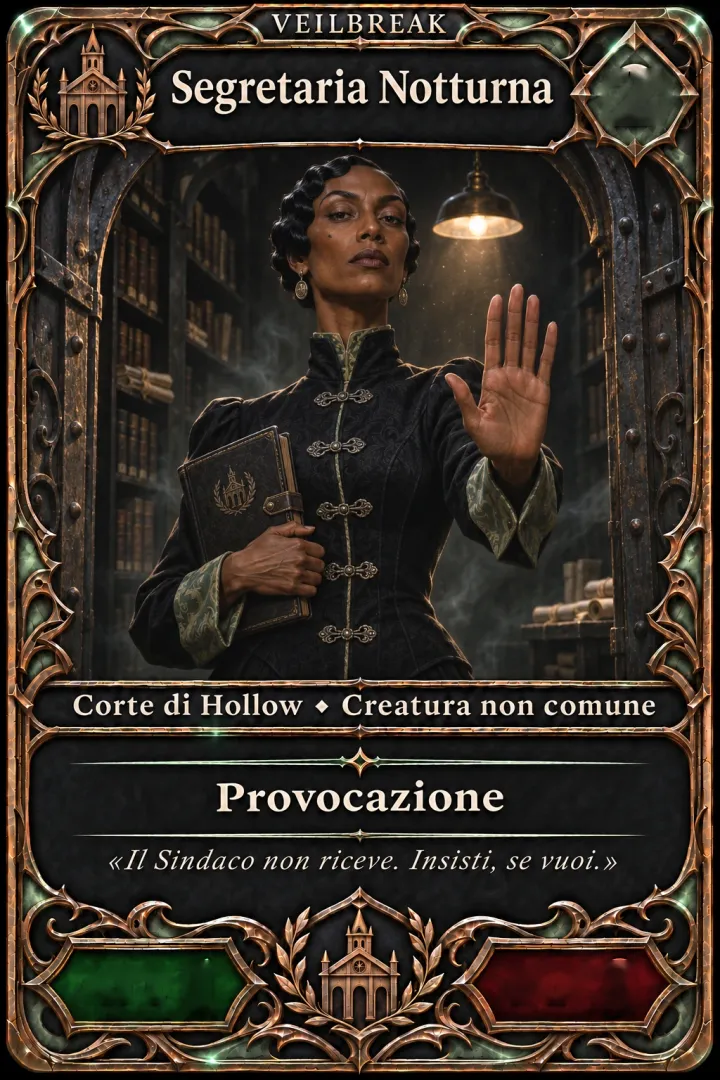 VEILBREAK
Segretaria Notturna
Corte di Hollow ⬥ Creatura non comune
Provocazione
«Il Sindaco non riceve. Insisti, se vuoi.»